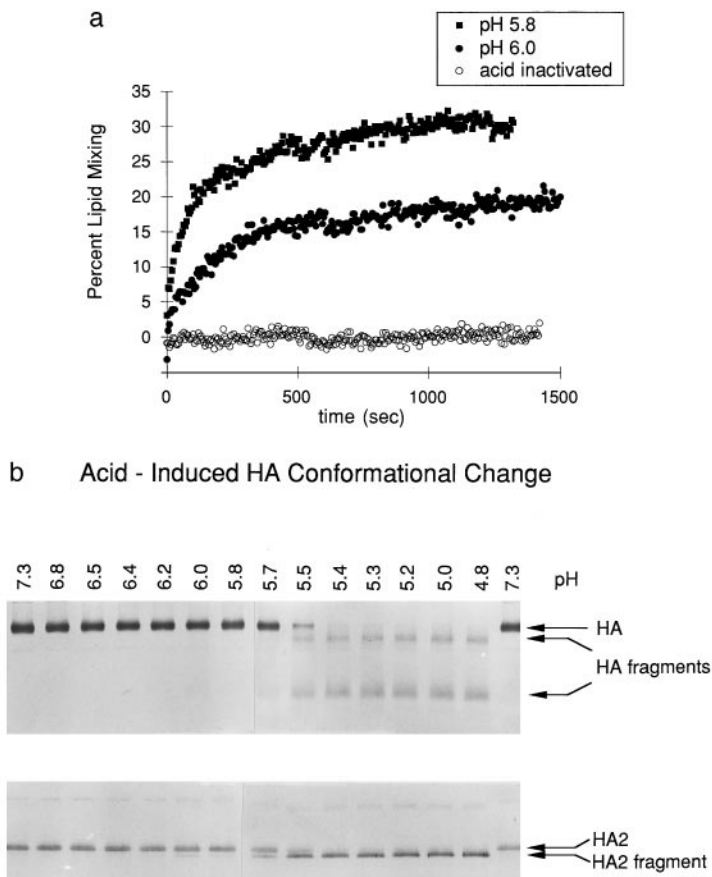 a
pH 5.8
pH 6.0
acid inactivated
Percent Lipid Mixing
35
30
25
20
15
10
5
0
0 500 1000 1500
time (sec)
b Acid - Induced HA Conformational Change
7.3 6.8 6.5 6.4 6.2 6.0 5.8 5.7 5.5 5.4 5.3 5.2 5.0 4.8 7.3 pH
HA
HA fragments
HA2
HA2 fragment